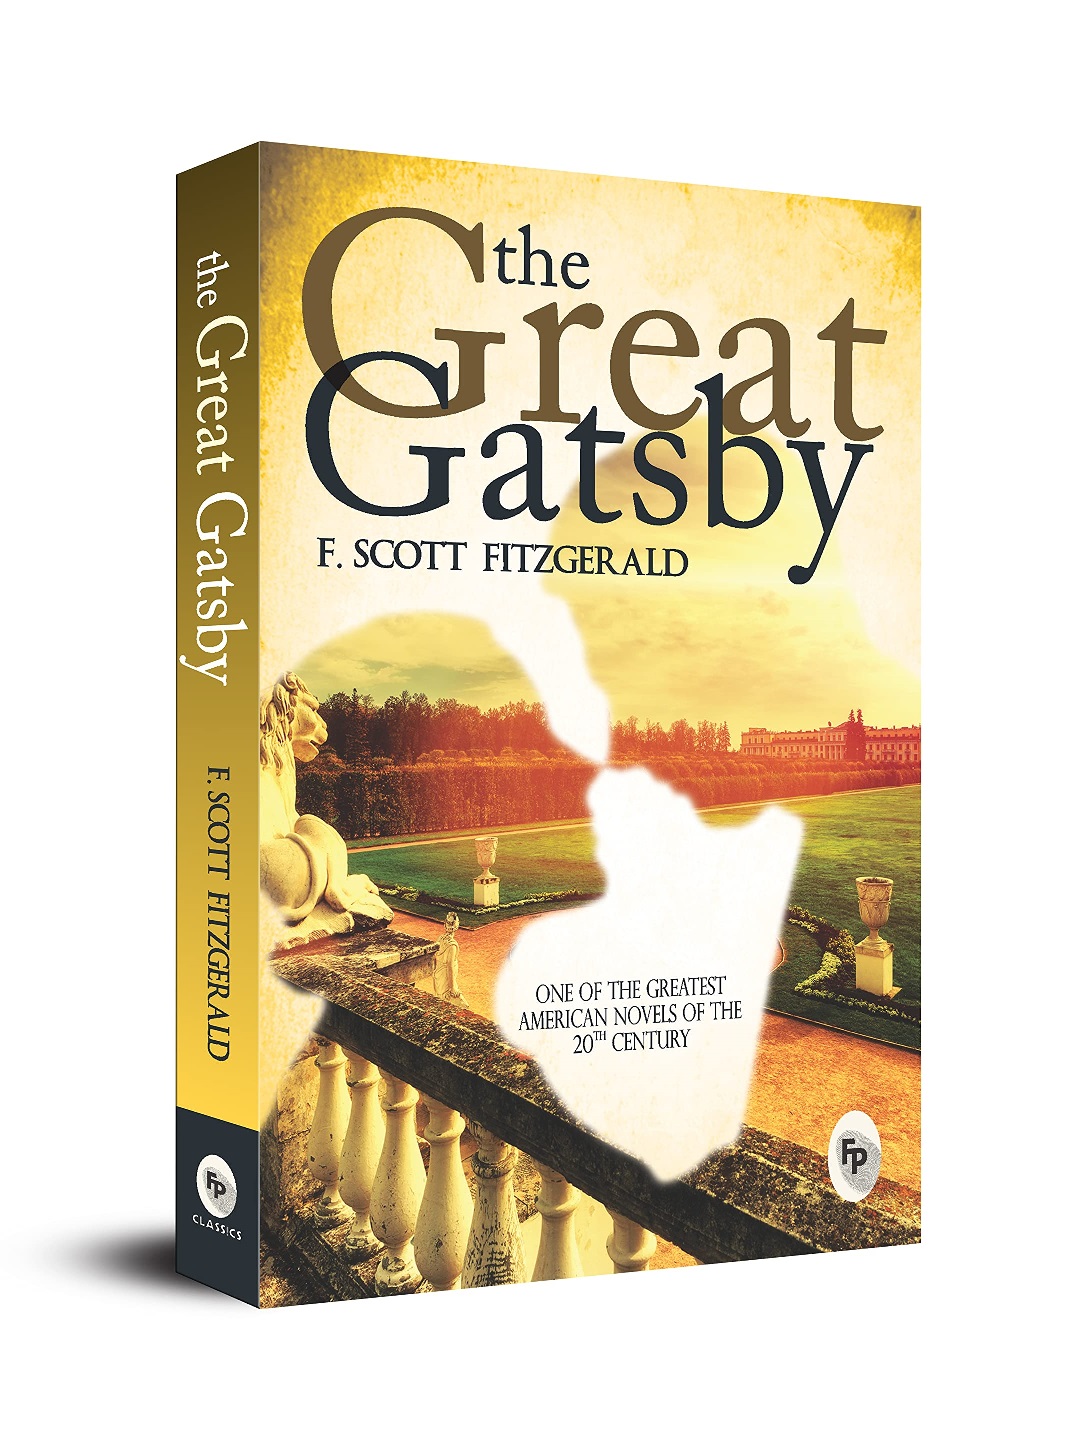 the
Great
Gatsby
F. SCOTT FITZGERALD
ONE OF THE GREATEST
AMERICAN NOVELS OF THE
20TH CENTURY
FP
the Great Gatsby
F. SCOTT FITZGERALD
FP
CLASSICS